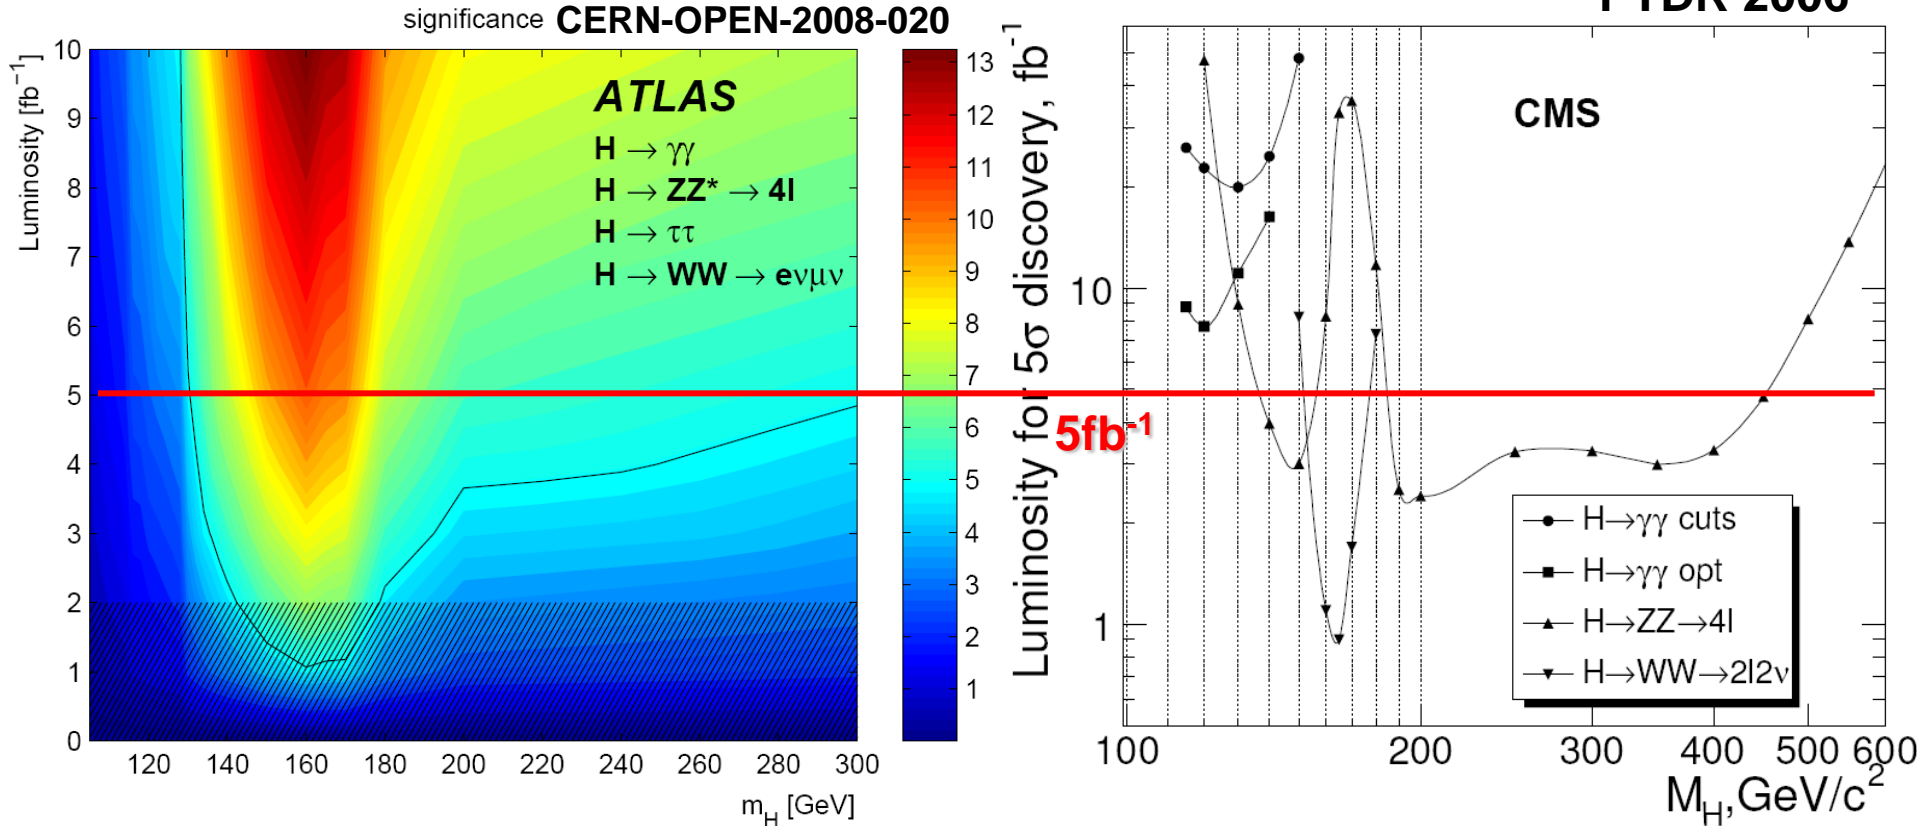 significance CERN-OPEN-2008-020
Luminosity [fb⁻¹]
10
9
8
7
6
5
4
3
2
1
0
120 140 160 180 200 220 240 260 280 300
m_H [GeV]
ATLAS
H → γγ
H → ZZ* → 4l
H → ττ
H → WW → eνμν
13
12
11
10
9
8
7
6
5
4
3
2
1
5fb⁻¹
Luminosity for 5σ discovery, fb⁻¹
10
1
CMS
H→γγ cuts
H→γγ opt
H→ZZ→4l
H→WW→2l2ν
100 200 300 400 500 600
M_H,GeV/c²